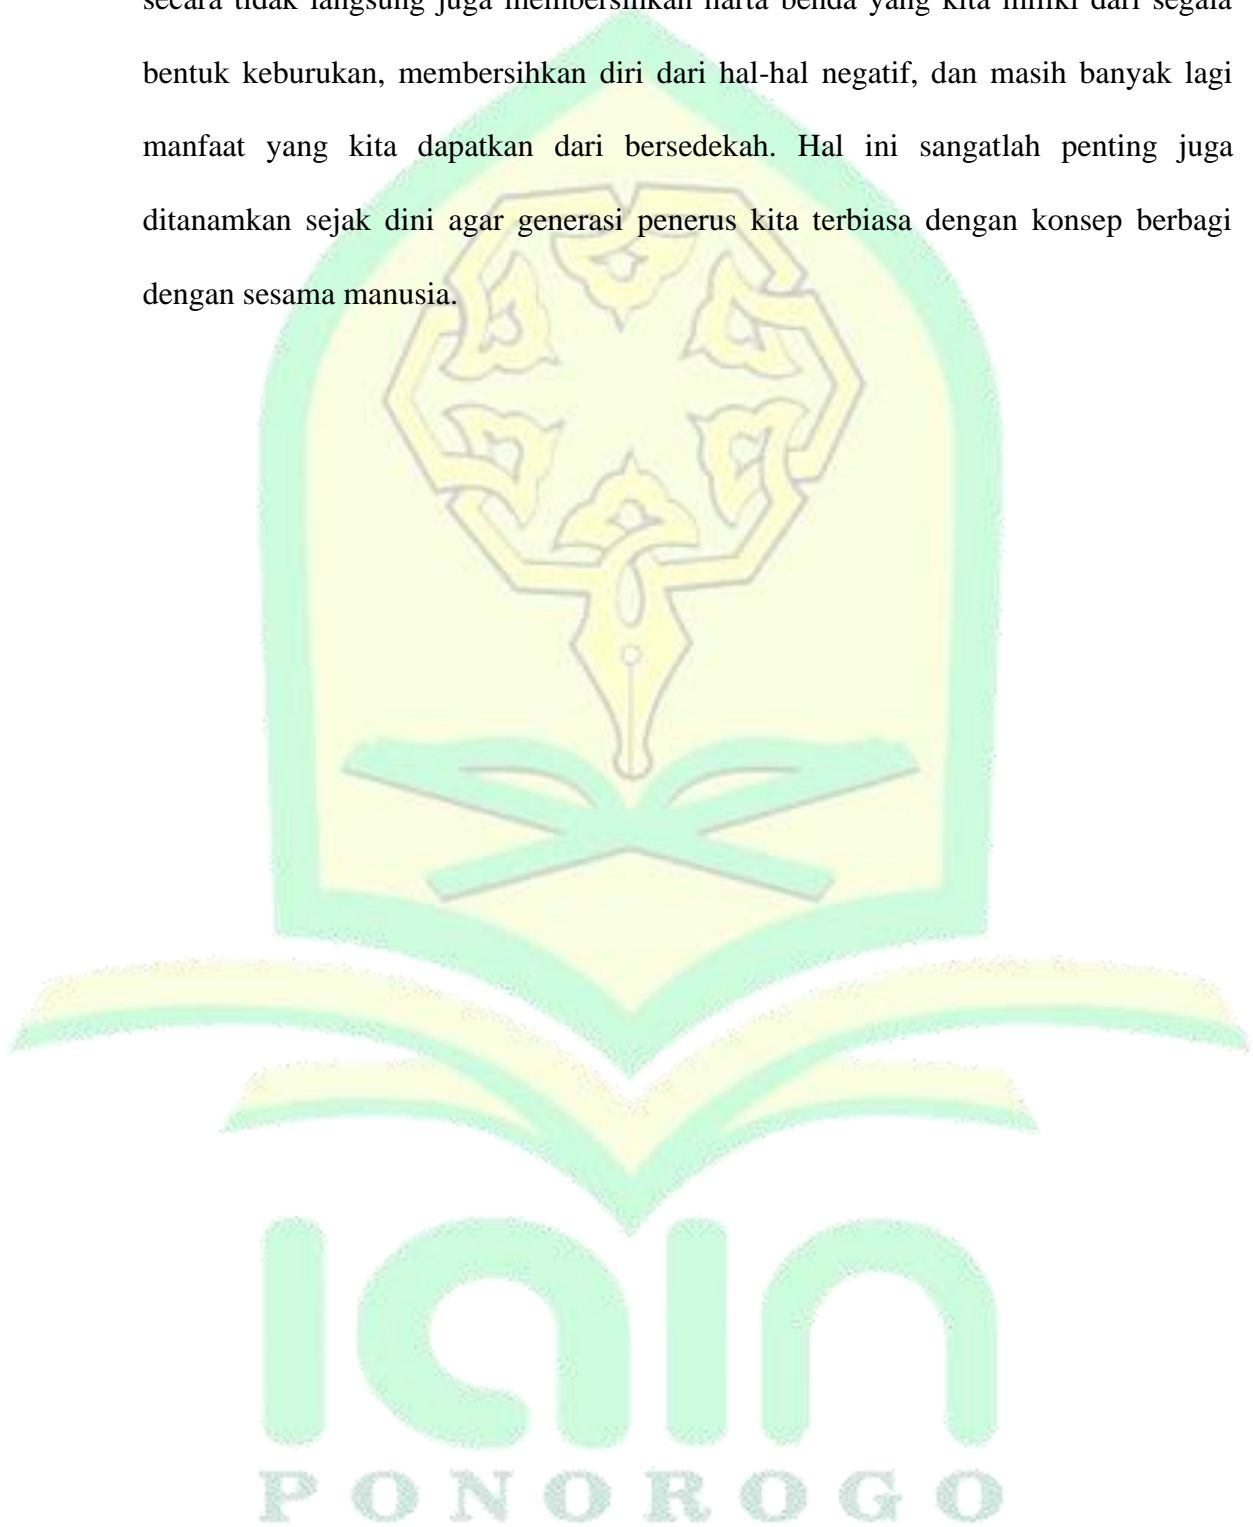 secara tidak langsung juga membersihkan harta benda yang kita miliki dari segala
bentuk keburukan, membersihkan diri dari hal-hal negatif, dan masih banyak lagi
manfaat yang kita dapatkan dari bersedekah. Hal ini sangatlah penting juga
ditanamkan sejak dini agar generasi penerus kita terbiasa dengan konsep berbagi
dengan sesama manusia.
iain
PONOROGO